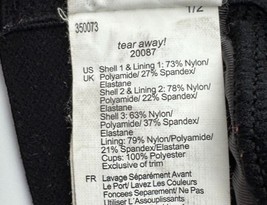 1/2
350073
tear away!
20087
US Shell 1 & Lining 1: 73% Nylon/
UK Polyamide/ 27% Spandex/
Elastane
Shell 2 & Lining 2: 78% Nylon/
Polyamide/ 22% Spandex/
Elastane
Shell 3: 63% Nylon/
Polyamide/ 37% Spandex/
Elastane
Lining: 79% Nylon/Polyamide/
21% Spandex/Elastane
Cups: 100% Polyester
Exclusive of trim
FR Lavage Séparément Avant
Le Port/ Lavez Les Couleurs
Foncées Separement/ Ne Pas
Utiliser L'Assouplissants